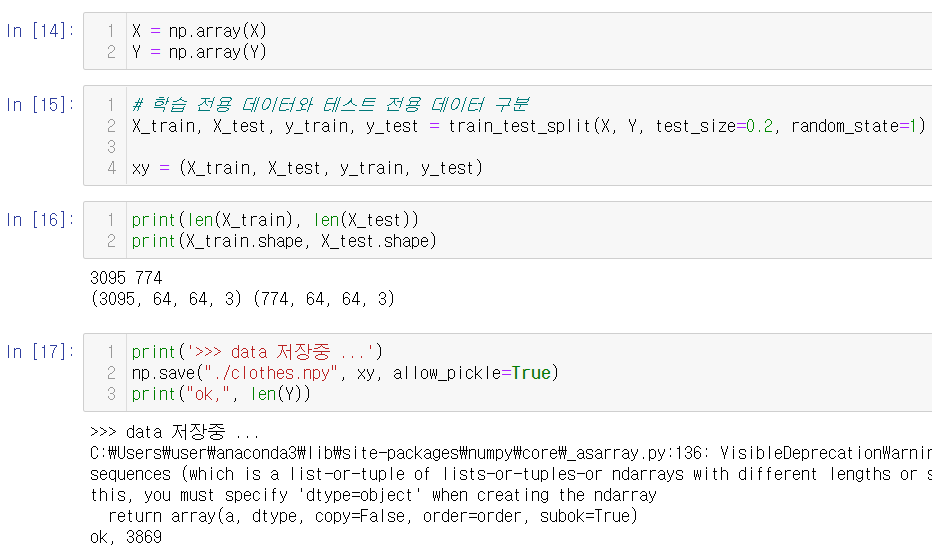 In [14]:
1 X = np.array(X)
2 Y = np.array(Y)
In [15]:
1 # 학습 전용 데이터와 테스트 전용 데이터 구분
2 X_train, X_test, y_train, y_test = train_test_split(X, Y, test_size=0.2, random_state=1)
3
4 xy = (X_train, X_test, y_train, y_test)
In [16]:
1 print(len(X_train), len(X_test))
2 print(X_train.shape, X_test.shape)
3095 774
(3095, 64, 64, 3) (774, 64, 64, 3)
In [17]:
1 print('>>> data 저장중 ...')
2 np.save("./clothes.npy", xy, allow_pickle=True)
3 print("ok,", len(Y))
>>> data 저장중 ...
C:₩Users₩user₩anaconda3₩lib₩site-packages₩numpy₩core₩_asarray.py:136: VisibleDeprecationWarnin
sequences (which is a list-or-tuple of lists-or-tuples-or ndarrays with different lengths or s
this, you must specify 'dtype=object' when creating the ndarray
return array(a, dtype, copy=False, order=order, subok=True)
ok, 3869